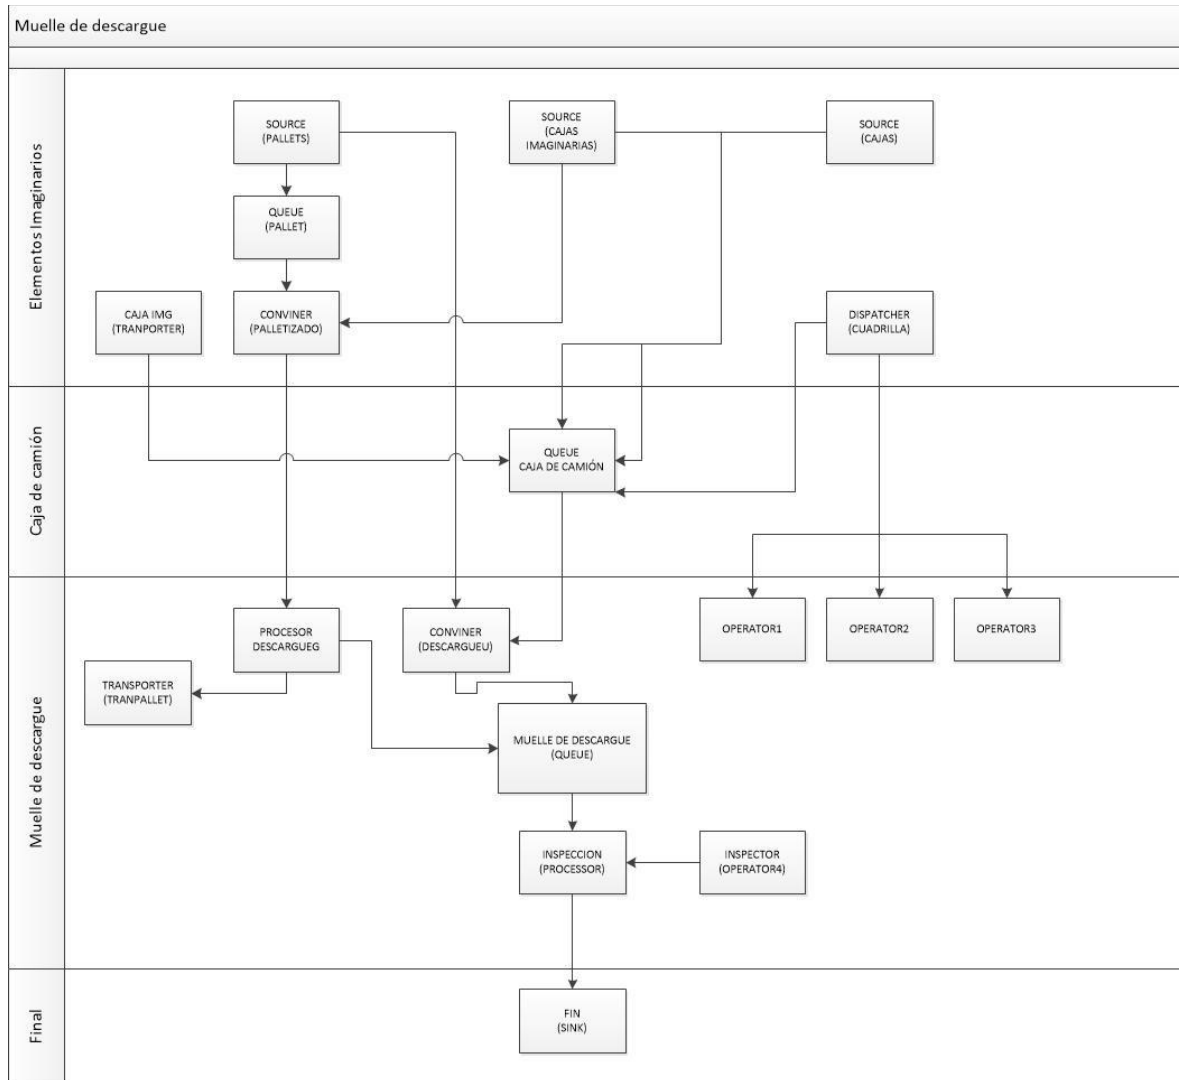 Muelle de descargue
Elementos Imaginarios
SOURCE
(PALLETS)
SOURCE
(CAJAS
IMAGINARIAS)
SOURCE
(CAJAS)
QUEUE
(PALLET)
CAJA IMG
(TRANPORTER)
CONVINER
(PALLETIZADO)
DISPATCHER
(CUADRILLA)
Caja de camión
QUEUE
CAJA DE CAMIÓN
Muelle de descargue
PROCESOR
DESCARGUEG
CONVINER
(DESCARGUEU)
OPERATOR1
OPERATOR2
OPERATOR3
TRANSPORTER
(TRANPALLET)
MUELLE DE DESCARGUE
(QUEUE)
INSPECCION
(PROCESSOR)
INSPECTOR
(OPERATOR4)
Final
FIN
(SINK)